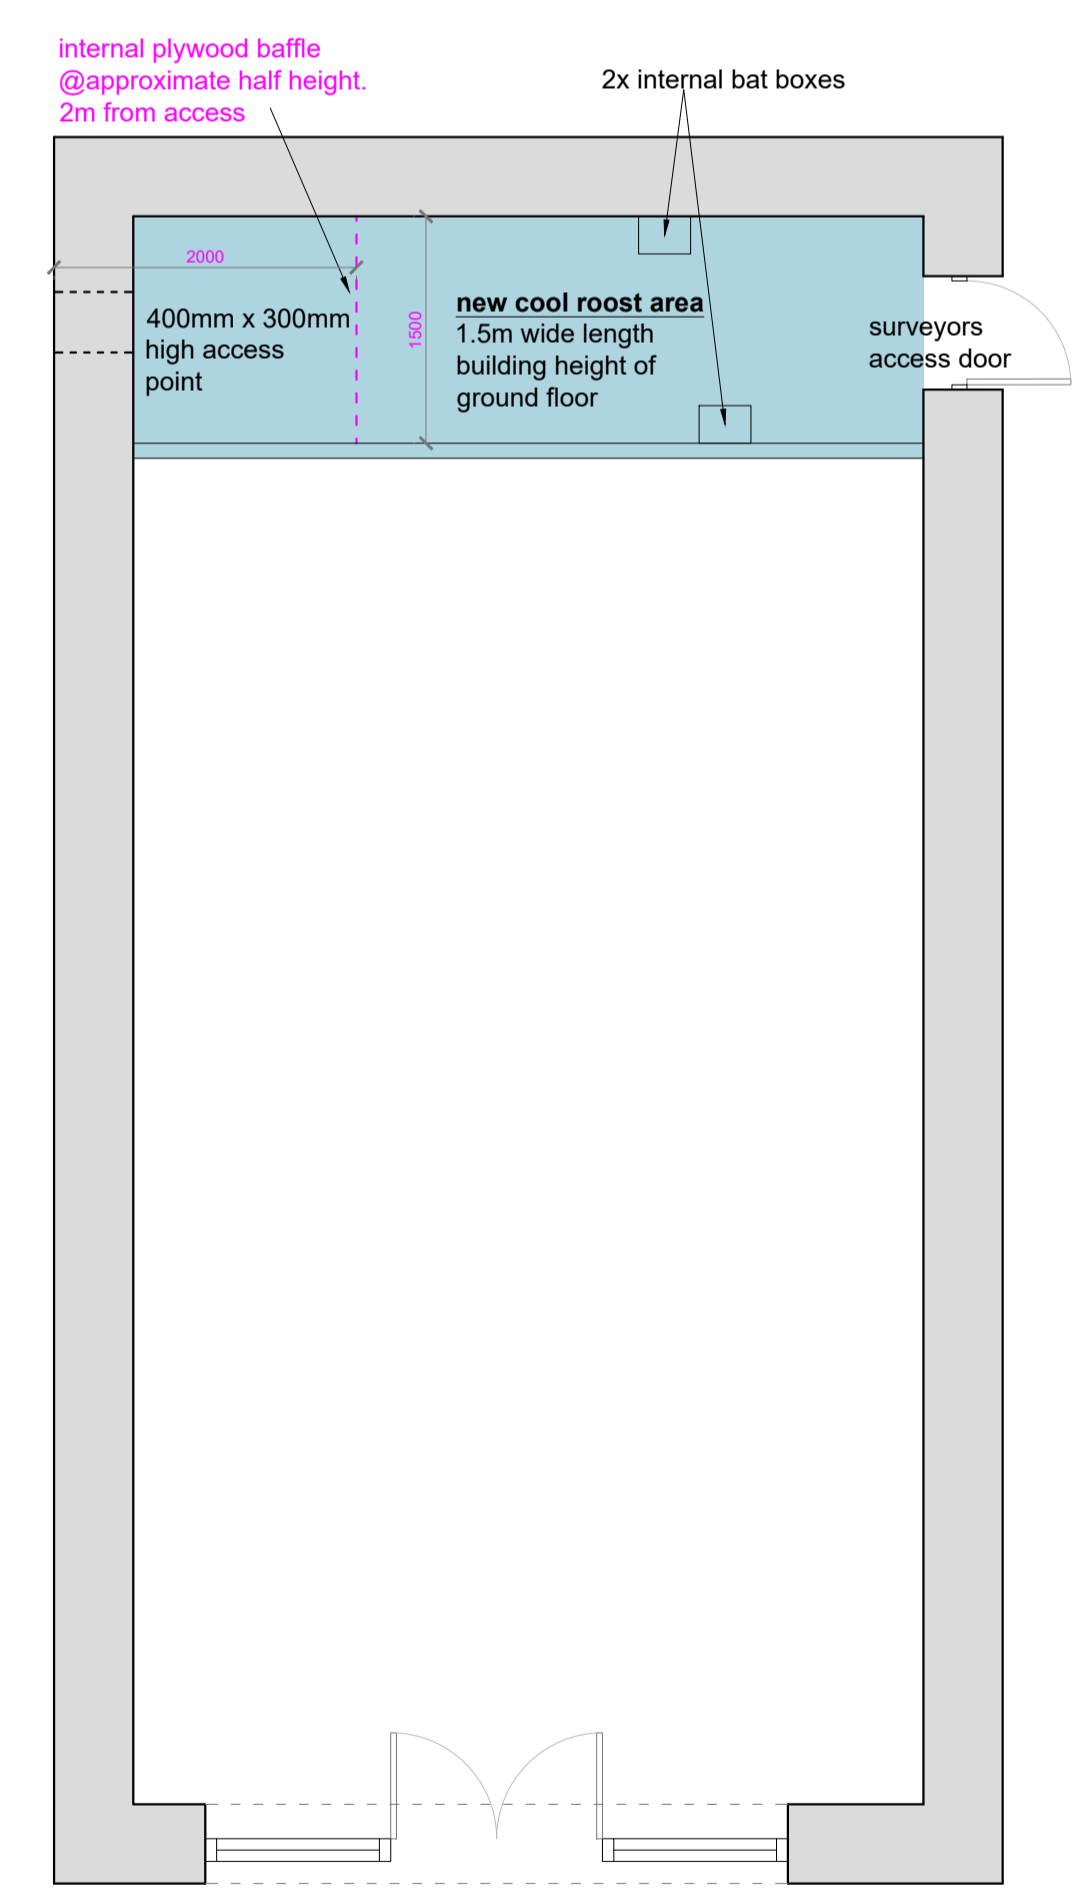 internal plywood baffle
@approximate half height.
2m from access
2x internal bat boxes
2000
400mm x 300mm
high access
point
1500
new cool roost area
1.5m wide length
building height of
ground floor
surveyors
access door